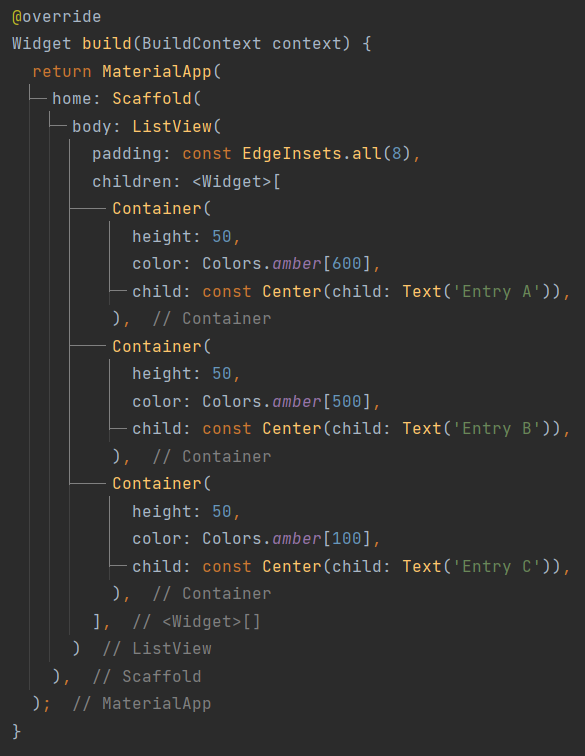 @override
Widget build(BuildContext context) {
  return MaterialApp(
    home: Scaffold(
      body: ListView(
        padding: const EdgeInsets.all(8),
        children: <Widget>[
          Container(
            height: 50,
            color: Colors.amber[600],
            child: const Center(child: Text('Entry A')),
          ),  // Container
          Container(
            height: 50,
            color: Colors.amber[500],
            child: const Center(child: Text('Entry B')),
          ),  // Container
          Container(
            height: 50,
            color: Colors.amber[100],
            child: const Center(child: Text('Entry C')),
          ),  // Container
        ],  // <Widget>[]
      )  // ListView
    ),  // Scaffold
  );  // MaterialApp
}